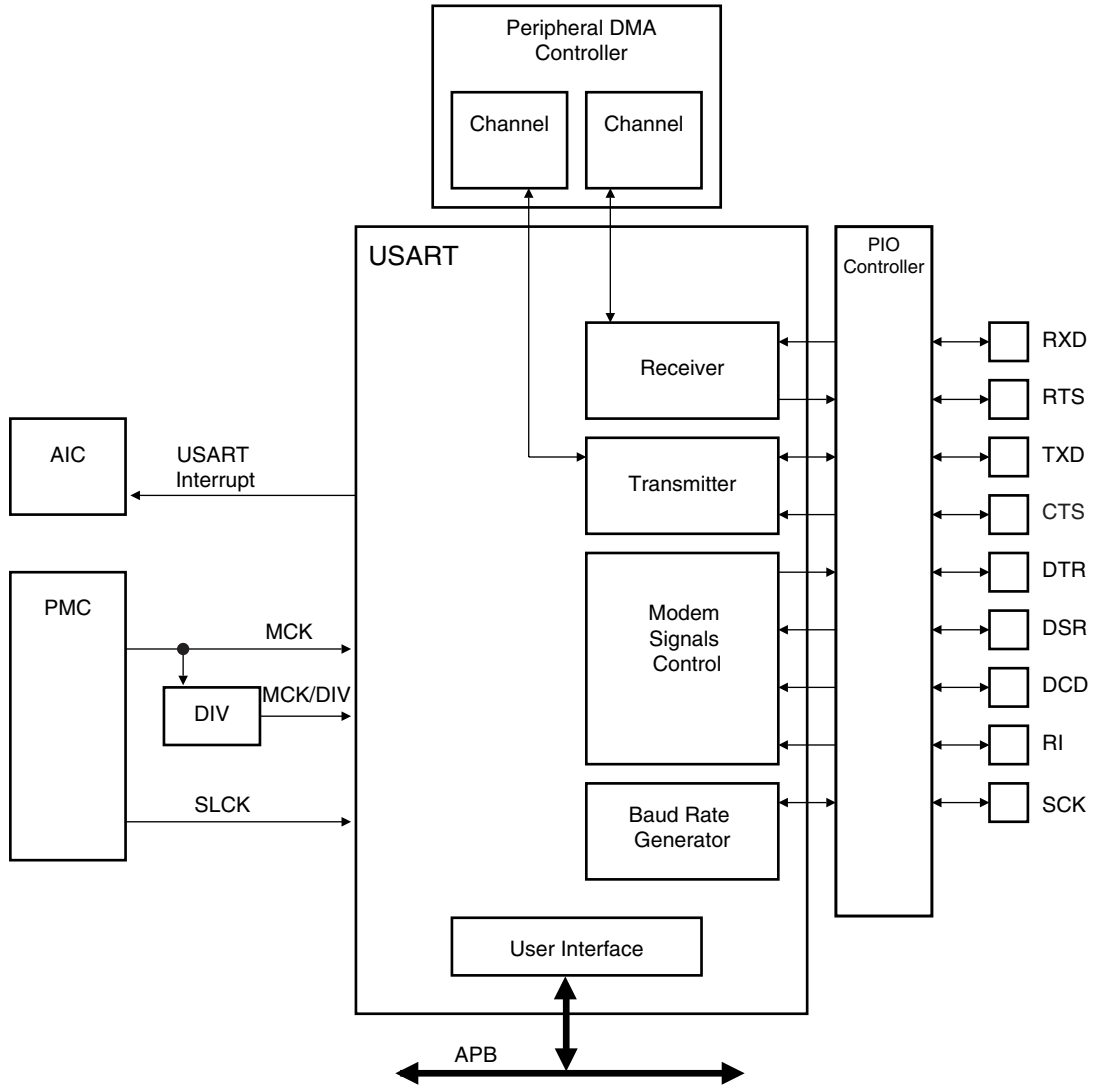 Peripheral DMA
Controller
Channel
Channel
USART
PIO
Controller
Receiver
RXD
RTS
AIC
USART
Interrupt
Transmitter
TXD
CTS
PMC
MCK
DIV
MCK/DIV
SLCK
Modem
Signals
Control
DTR
DSR
DCD
RI
Baud Rate
Generator
SCK
User Interface
APB